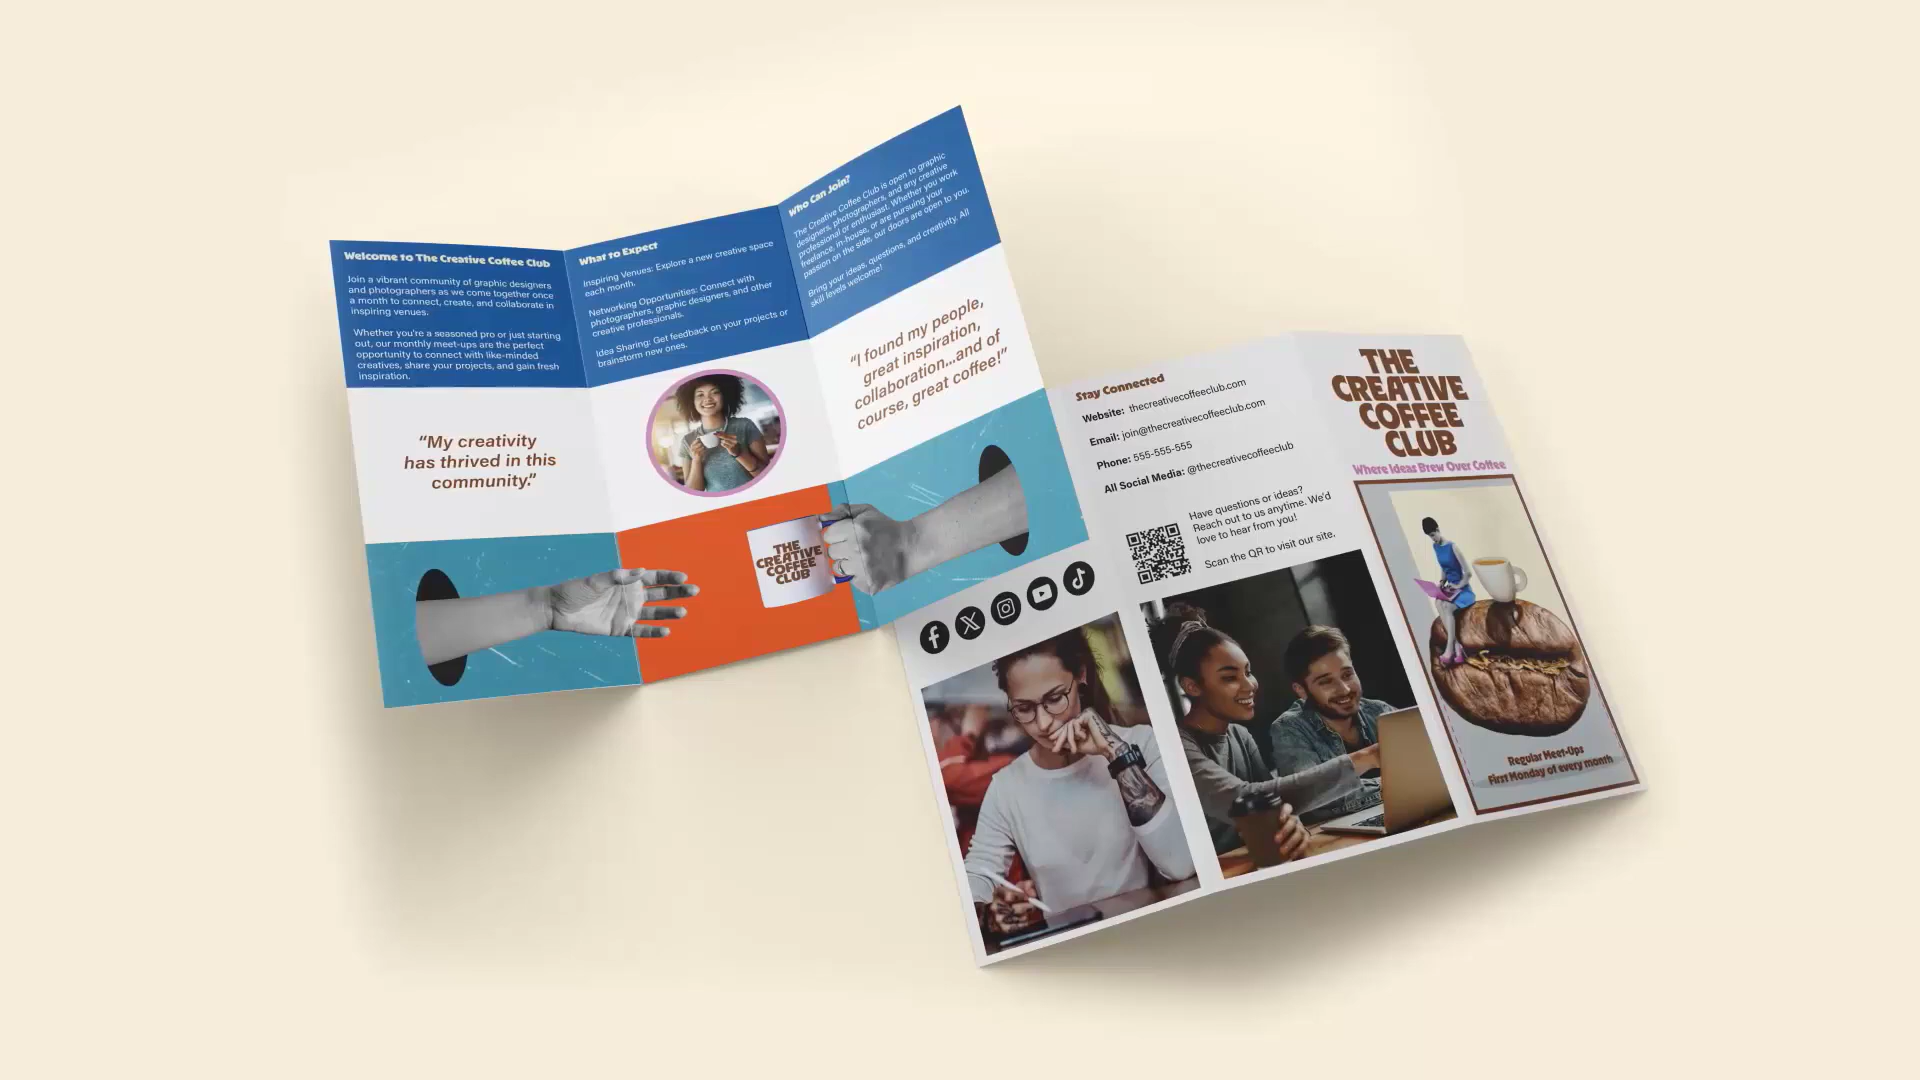 Welcome to The Creative Coffee Club
Join a vibrant community of graphic designers
and photographers as we come together once
a month to connect, create, and collaborate in
inspiring venues.
Whether you're a seasoned pro or just starting
out, our monthly meet-ups are the perfect
opportunity to connect with like-minded
creatives, share your projects, and gain fresh
inspiration.
“My creativity
has thrived in this
community.”
What to Expect
Inspiring Venues: Explore a new creative space
each month.
Networking Opportunities: Connect with
photographers, graphic designers, and other
creative professionals.
Idea Sharing: Get feedback on your projects or
brainstorm new ones.
THE
CREATIVE
COFFEE
CLUB
Who Can Join?
The Creative Coffee Club is open to graphic
designers, photographers, and any creative
professional or enthusiast. Whether you work
freelance, in-house, or are pursuing your
passion on the side, our doors are open to you.
Bring your ideas, questions, and creativity. All
skill levels welcome!
“I found my people,
great inspiration,
collaboration...and of
course, great coffee!”
Stay Connected
Website: thecreativecoffeeclub.com
Email: join@thecreativecoffeeclub.com
Phone: 555-555-555
All Social Media: @thecreativecoffeeclub
Have questions or ideas?
Reach out to us anytime. We'd
love to hear from you!
Scan the QR to visit our site.
THE
CREATIVE
COFFEE
CLUB
Where Ideas Brew Over Coffee
Regular Meet-Ups
First Monday of every month